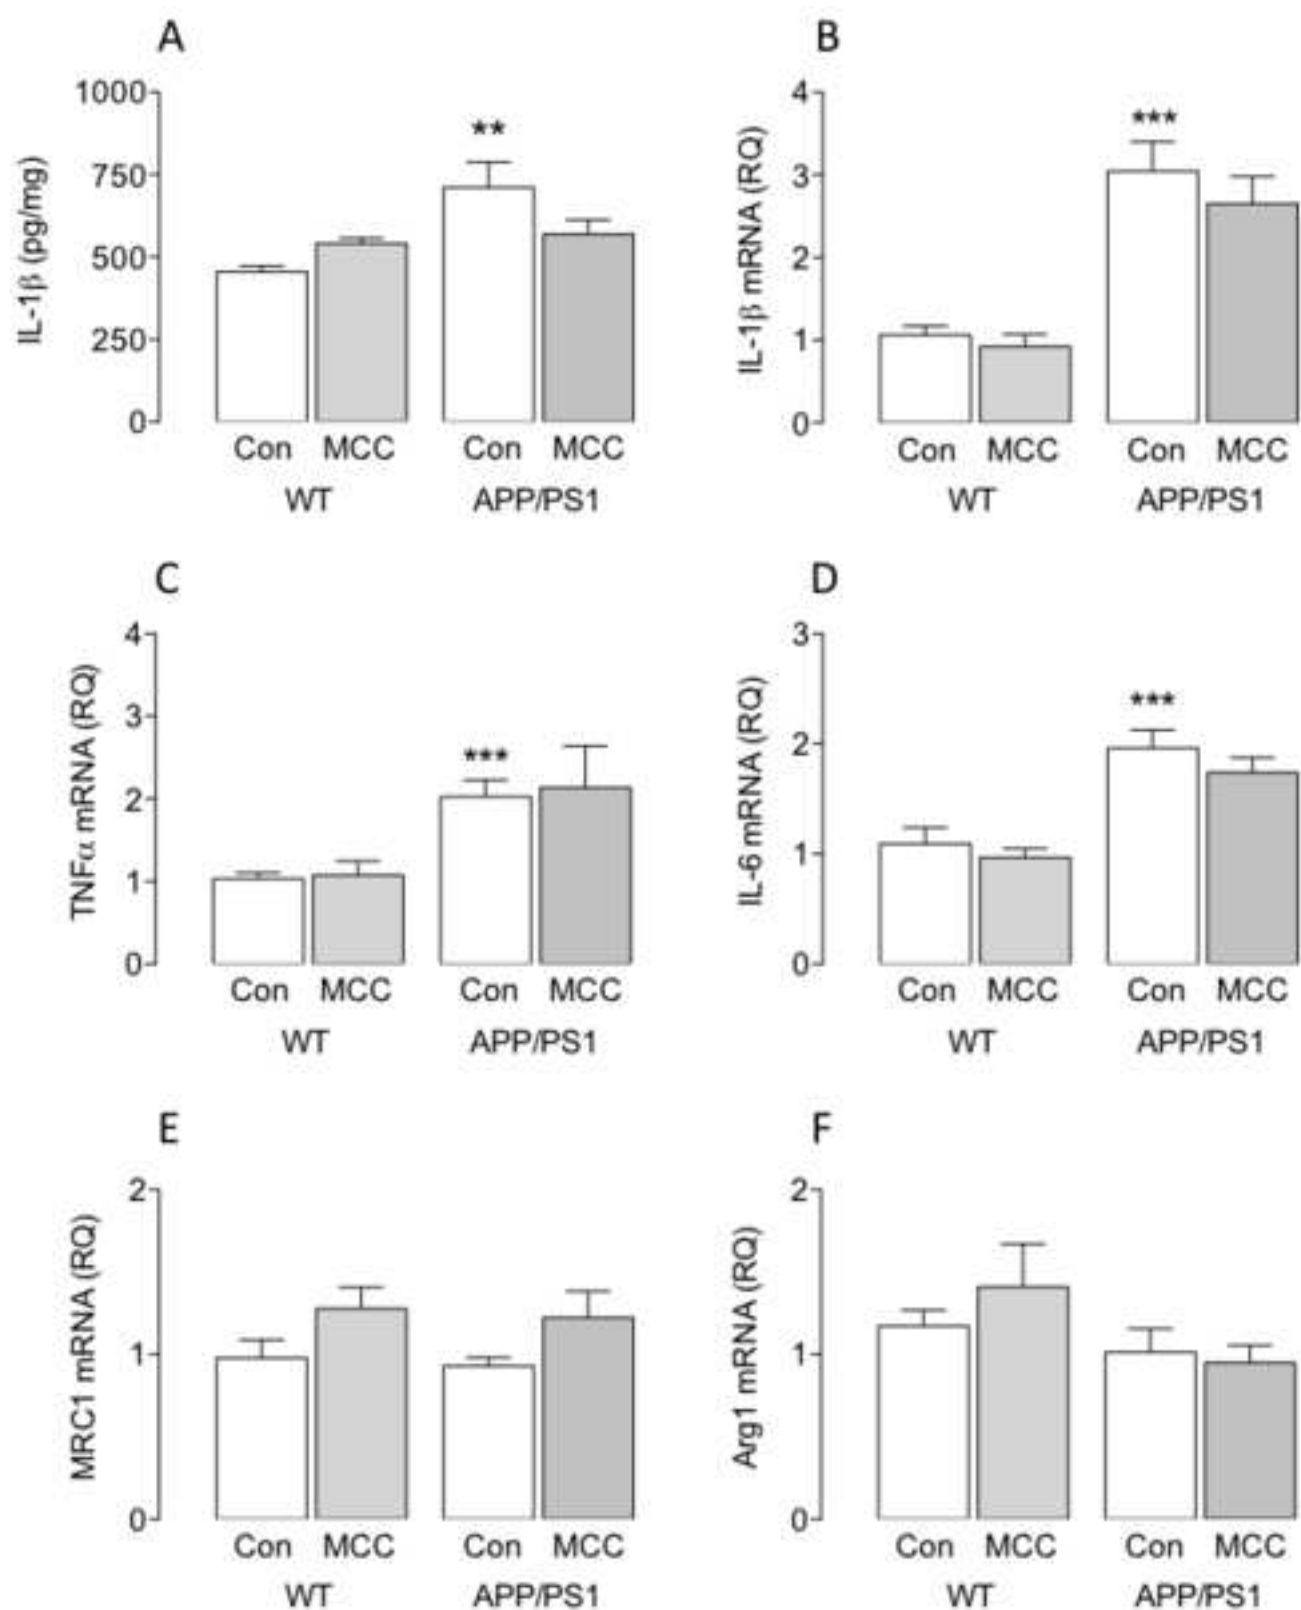 A
IL-1β (pg/mg)
1000
750
500
250
0
**
Con MCC Con MCC
WT APP/PS1
B
IL-1β mRNA (RQ)
4
3
2
1
0
***
Con MCC Con MCC
WT APP/PS1
C
TNFα mRNA (RQ)
4
3
2
1
0
***
Con MCC Con MCC
WT APP/PS1
D
IL-6 mRNA (RQ)
3
2
1
0
***
Con MCC Con MCC
WT APP/PS1
E
MRC1 mRNA (RQ)
2
1
0
Con MCC Con MCC
WT APP/PS1
F
Arg1 mRNA (RQ)
2
1
0
Con MCC Con MCC
WT APP/PS1